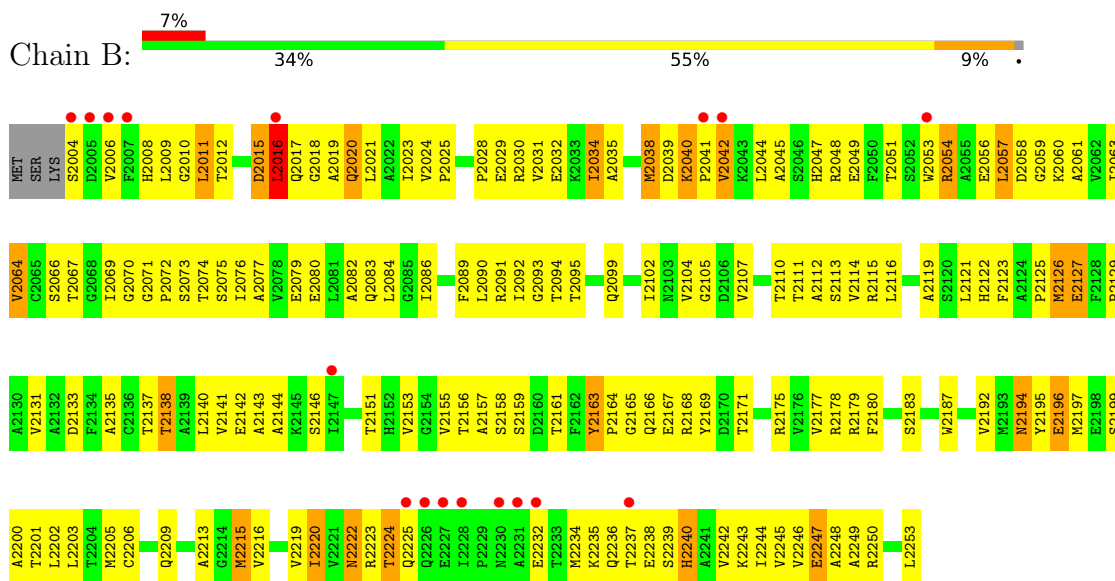 7%
Chain B:
34% 55% 9% •
MET SER LYS S2004 D2005 V2006 F2007 H2008 L2009 G2010 L2011 T2012 D2015 L2016 Q2017 G2018 A2019 Q2020 L2021 A2022 I2023 V2024 P2025 P2028 E2029 R2030 V2031 E2032 K2033 I2034 A2035 M2038 D2039 K2040 P2041 V2042 K2043 L2044 A2045 S2046 H2047 R2048 E2049 F2050 T2051 S2052 W2053 R2054 A2055 E2056 L2057 D2058 G2059 K2060 A2061 V2062 I2063
V2064 C2065 S2066 T2067 G2068 I2069 G2070 G2071 P2072 S2073 T2074 S2075 I2076 A2077 V2078 E2079 E2080 L2081 A2082 Q2083 L2084 G2085 I2086 F2089 L2090 R2091 I2092 G2093 T2094 T2095 Q2099 I2102 N2103 V2104 G2105 D2106 V2107 T2110 T2111 A2112 S2113 V2114 R2115 L2116 A2119 S2120 L2121 H2122 F2123 A2124 P2125 M2126 E2127 F2128 P2129
A2130 V2131 A2132 D2133 F2134 A2135 C2136 T2137 T2138 A2139 L2140 V2141 E2142 A2143 A2144 K2145 S2146 I2147 T2151 H2152 V2153 G2154 V2155 T2156 A2157 S2158 S2159 D2160 T2161 F2162 Y2163 P2164 G2165 Q2166 E2167 R2168 Y2169 D2170 T2171 R2175 V2176 V2177 R2178 R2179 F2180 S2183 W2187 V2192 M2193 N2194 Y2195 E2196 M2197 E2198 S2199
A2200 T2201 L2202 L2203 T2204 M2205 C2206 Q2209 A2213 G2214 M2215 V2216 V2219 I2220 V2221 N2222 R2223 T2224 Q2225 Q2226 E2227 I2228 P2229 N2230 A2231 E2232 T2233 M2234 K2235 Q2236 T2237 E2238 S2239 H2240 A2241 V2242 K2243 I2244 V2245 V2246 E2247 A2248 A2249 R2250 L2253